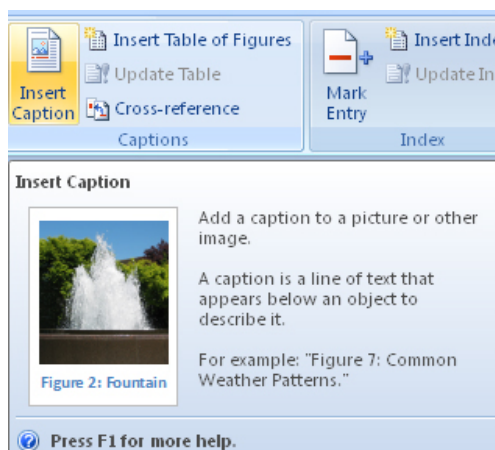 Insert Caption
Insert Table of Figures
Update Table
Cross-reference
Captions
Mark Entry
Insert
Update
Index
Insert Caption
Figure 2: Fountain
Add a caption to a picture or other
image.
A caption is a line of text that
appears below an object to
describe it.
For example: "Figure 7: Common
Weather Patterns."
Press F1 for more help.